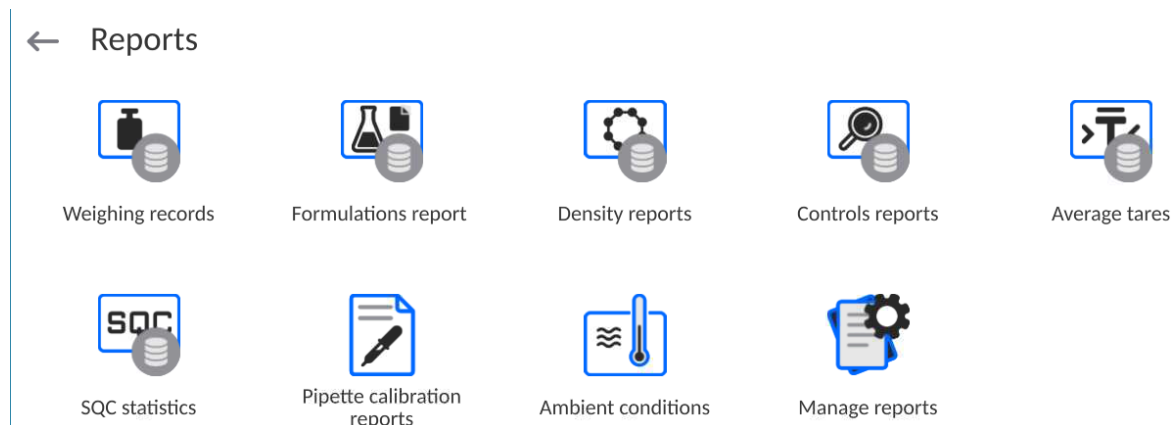 Reports
Weighing records
Formulations report
Density reports
Controls reports
Average tares
SQC
SQC statistics
Pipette calibration
reports
Ambient conditions
Manage reports